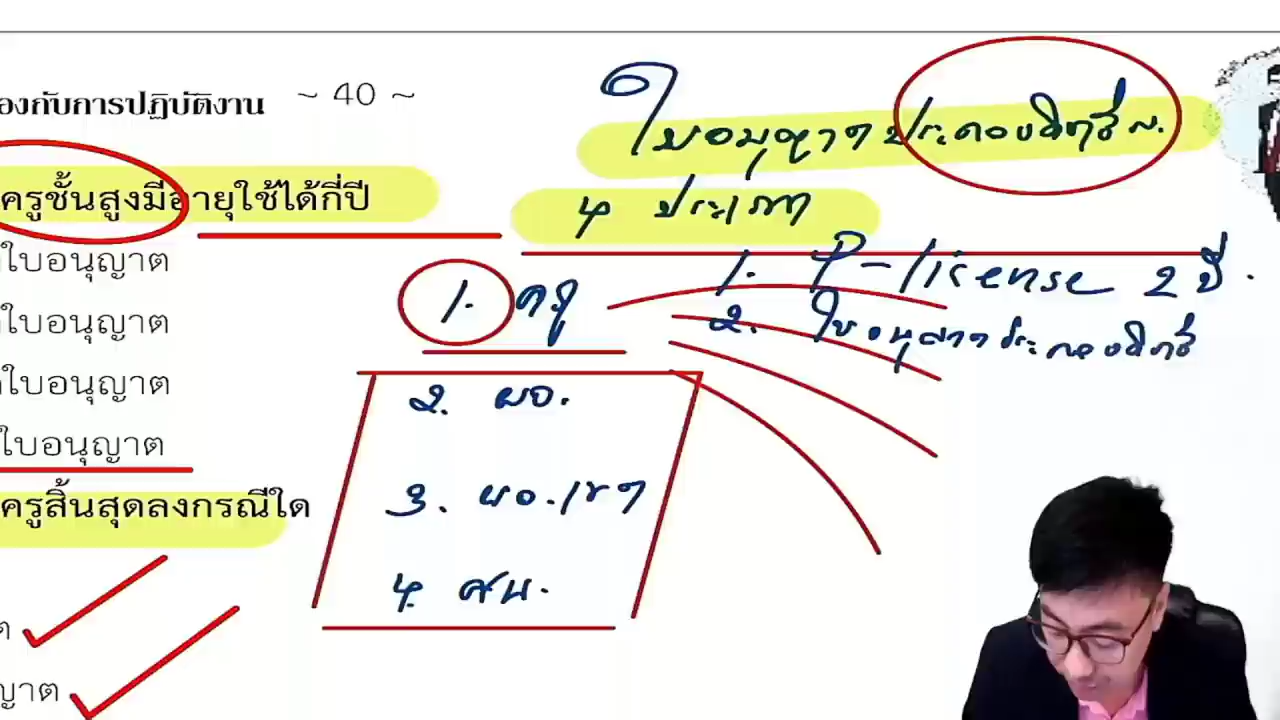 องกับการปฏิบัติงาน ~ 40 ~
ใบอนุญาตประกอบวิชาชีพ.
ครูชั้นสูงมีอายุใช้ได้กี่ปี
4 ประเภท
ใบอนุญาต
1. ครู
1. P-license 2 ปี.
ใบอนุญาต
2. ใบอนุญาตประกอบวิชาชีพ
ใบอนุญาต
2. ผอ.
ใบอนุญาต
3. ผอ.เขต
ครูสิ้นสุดลงกรณีใด
4. ศน.
ต
ญาต